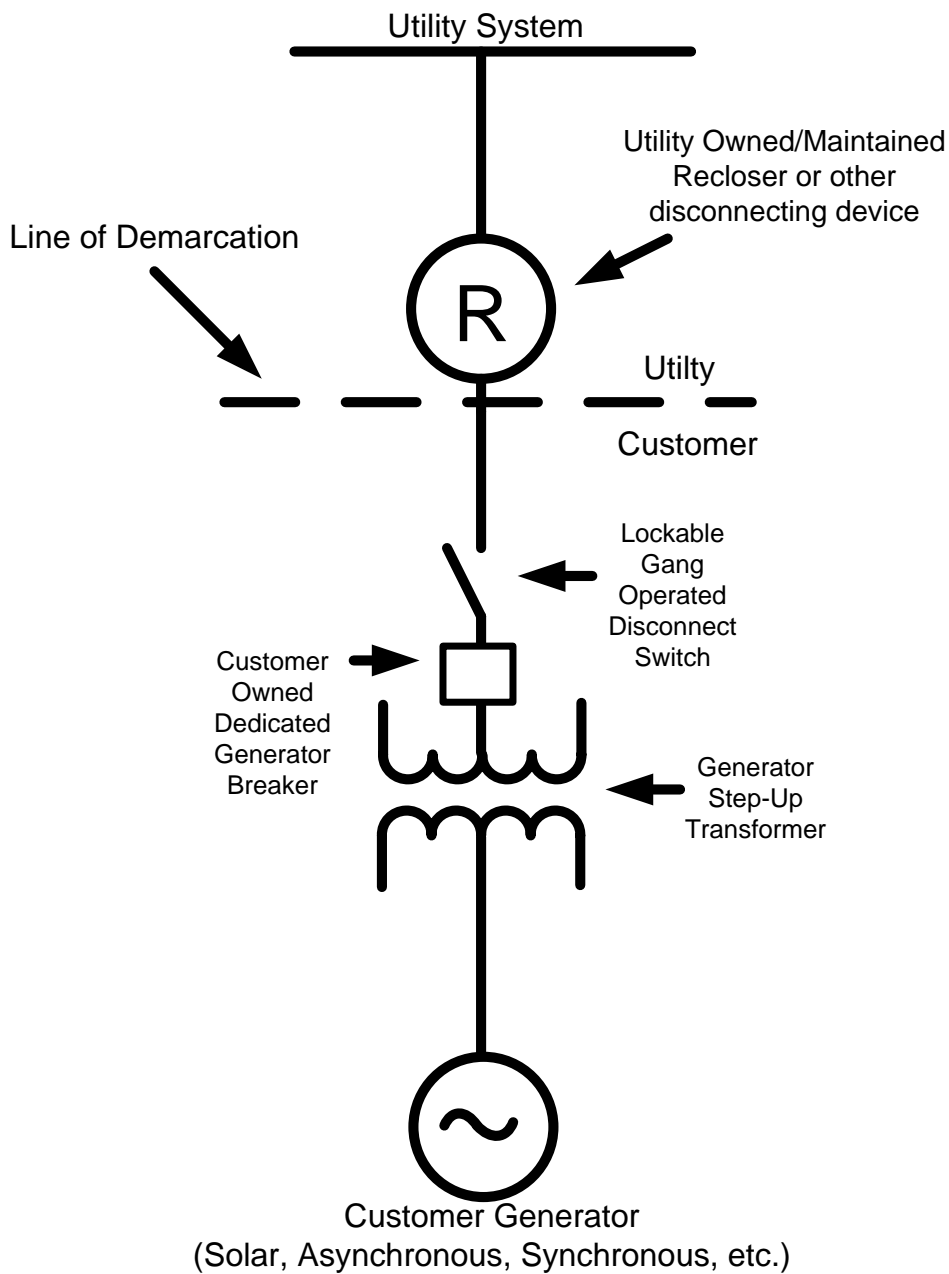 Utility System
Utility Owned/Maintained
Recloser or other
disconnecting device
Line of Demarcation
R
Utilty
Customer
Lockable
Gang
Operated
Disconnect
Switch
Customer
Owned
Dedicated
Generator
Breaker
Generator
Step-Up
Transformer
Customer Generator
(Solar, Asynchronous, Synchronous, etc.)